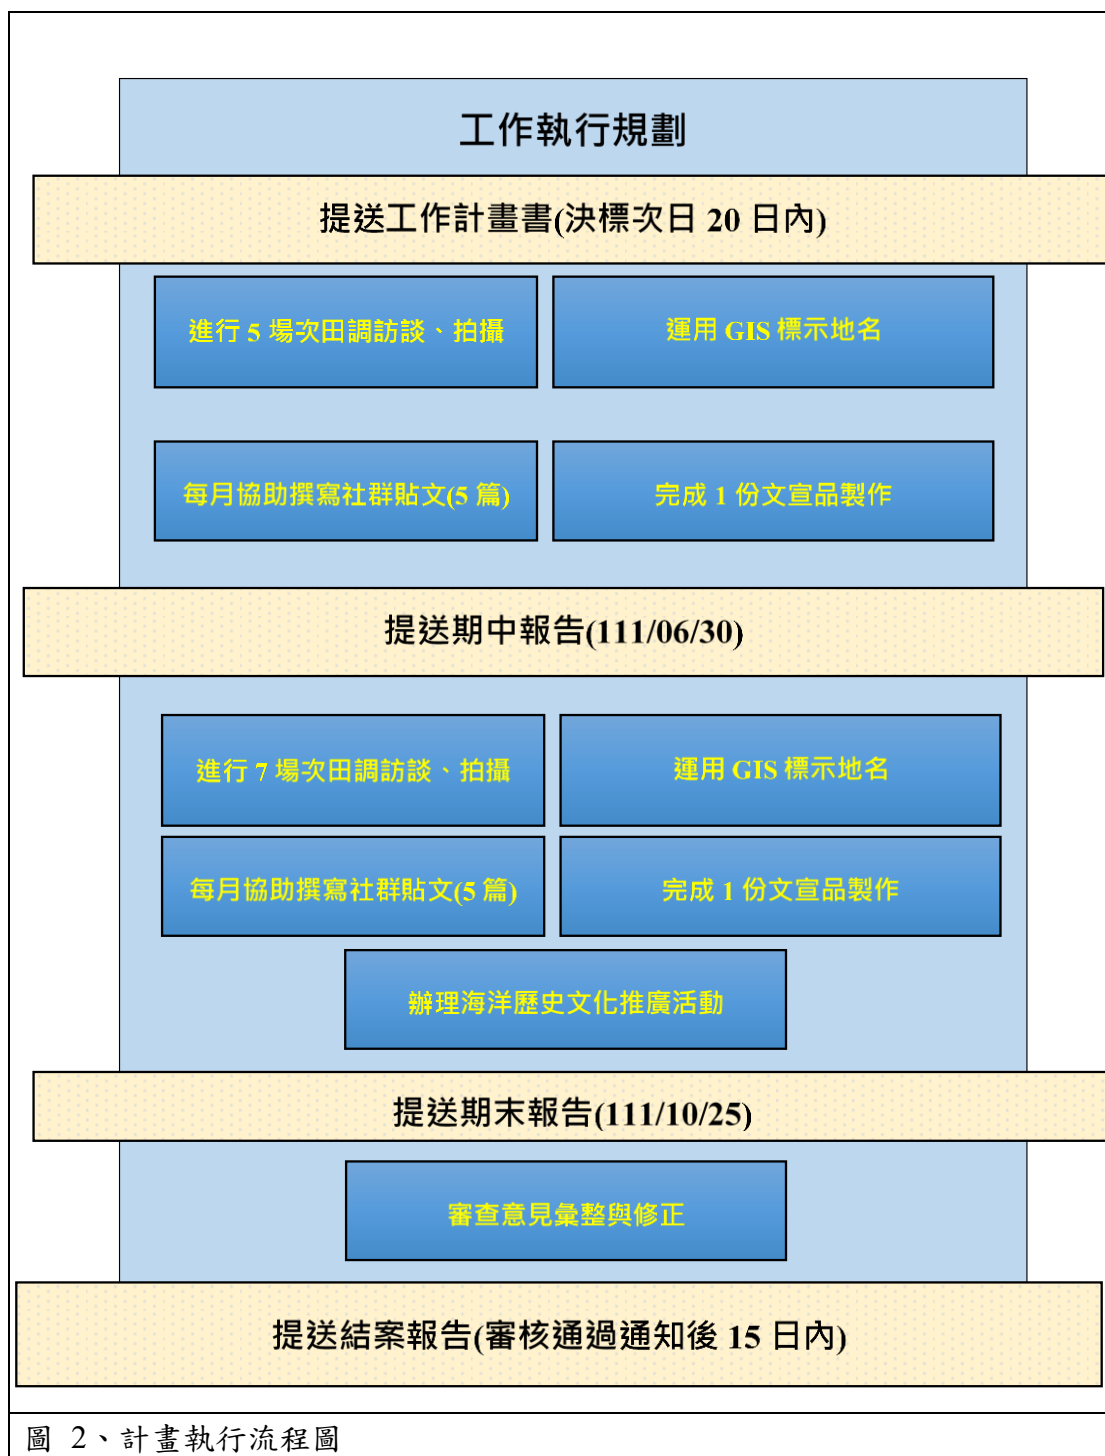 工作執行規劃
提送工作計畫書(決標次日 20 日內)
進行 5 場次田調訪談、拍攝
運用 GIS 標示地名
每月協助撰寫社群貼文(5 篇)
完成 1 份文宣品製作
提送期中報告(111/06/30)
進行 7 場次田調訪談、拍攝
運用 GIS 標示地名
每月協助撰寫社群貼文(5 篇)
完成 1 份文宣品製作
辦理海洋歷史文化推廣活動
提送期末報告(111/10/25)
審查意見彙整與修正
提送結案報告(審核通過通知後 15 日內)
圖 2、計畫執行流程圖